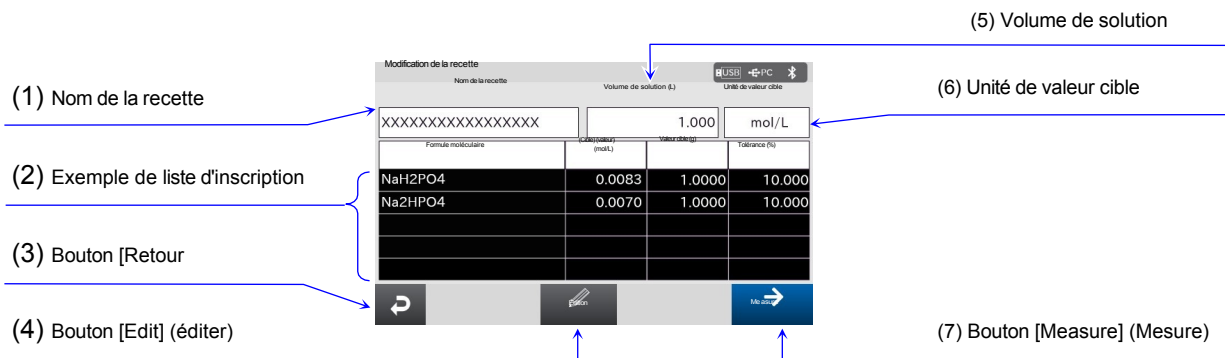 (5) Volume de solution
Modification de la recette
USB PC
Nom de la recette
Volume de solution (L)
Unité de valeur cible
(1) Nom de la recette
(6) Unité de valeur cible
XXXXXXXXXXXXXXXXX
1.000
mol/L
Formule moléculaire
(Cible) (valeur)
(mol/L)
Valeur cible (g)
Tolérance (%)
(2) Exemple de liste d'inscription
NaH2PO4 0.0083 1.0000 10.000
Na2HPO4 0.0070 1.0000 10.000
(3) Bouton [Retour
Edition
Measure
(4) Bouton [Edit] (éditer)
(7) Bouton [Measure] (Mesure)